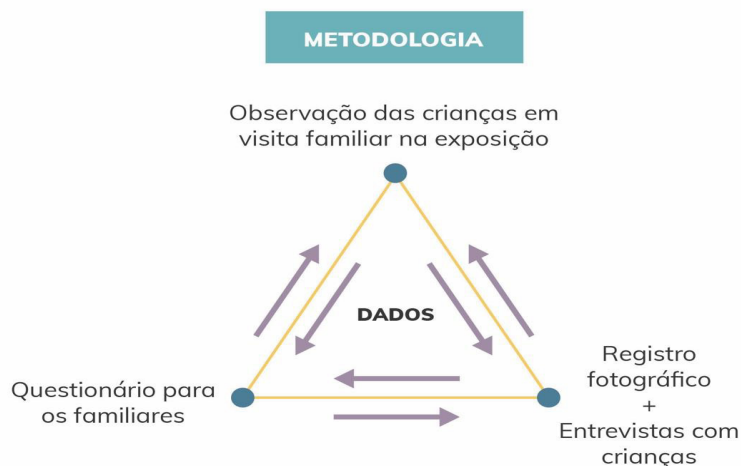 METODOLOGIA
Observação das crianças em
visita familiar na exposição
DADOS
Questionário para
os familiares
Registro
fotográfico
+
Entrevistas com
crianças